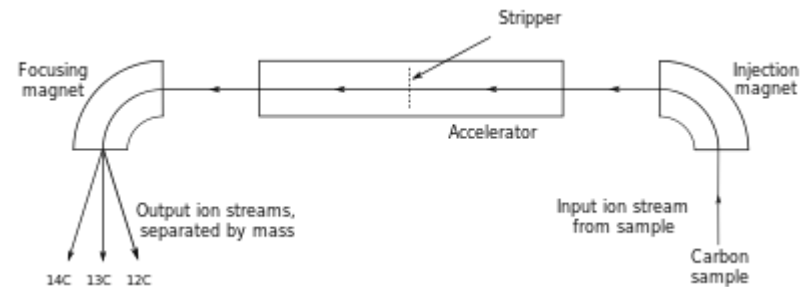 Stripper
Focusing
magnet
Injection
magnet
Accelerator
Output ion streams,
separated by mass
Input ion stream
from sample
Carbon
sample
14C 13C 12C